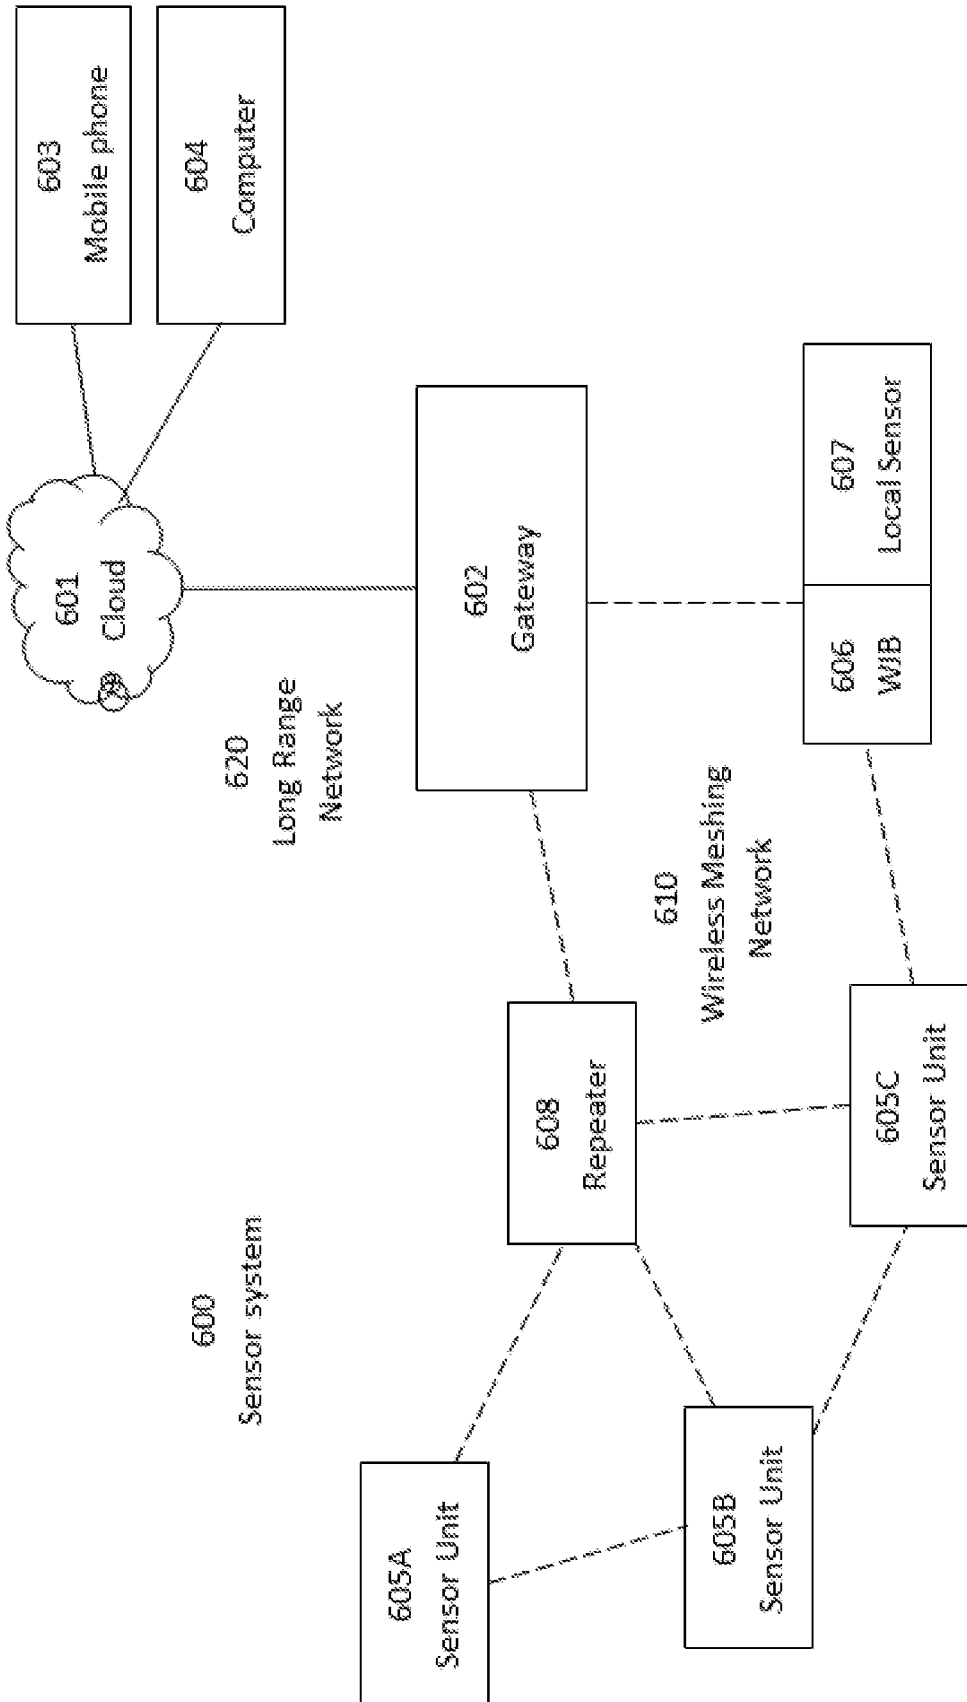 601
Cloud
603
Mobile phone
604
Computer
600
Sensor system
620
Long Range
Network
605A
Sensor Unit
602
Gateway
608
Repeater
610
Wireless Meshing
Network
605B
Sensor Unit
606
WIB
607
Local Sensor
605C
Sensor Unit